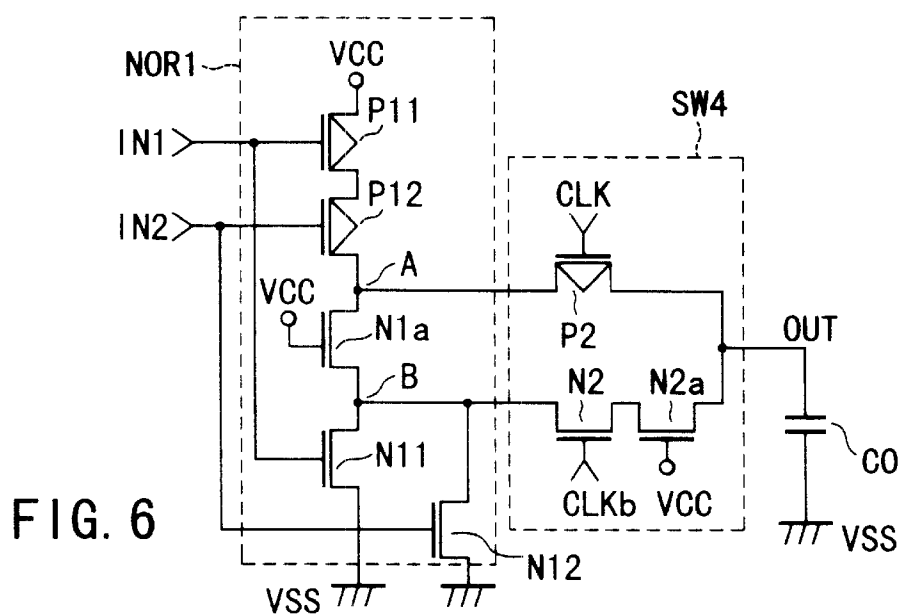 NOR1
VCC
P11
SW4
IN1
P12
CLK
IN2
A
VCC
N1a
P2
OUT
B
N2
N2a
N11
CO
CLKb
VCC
FIG. 6
N12
VSS
VSS